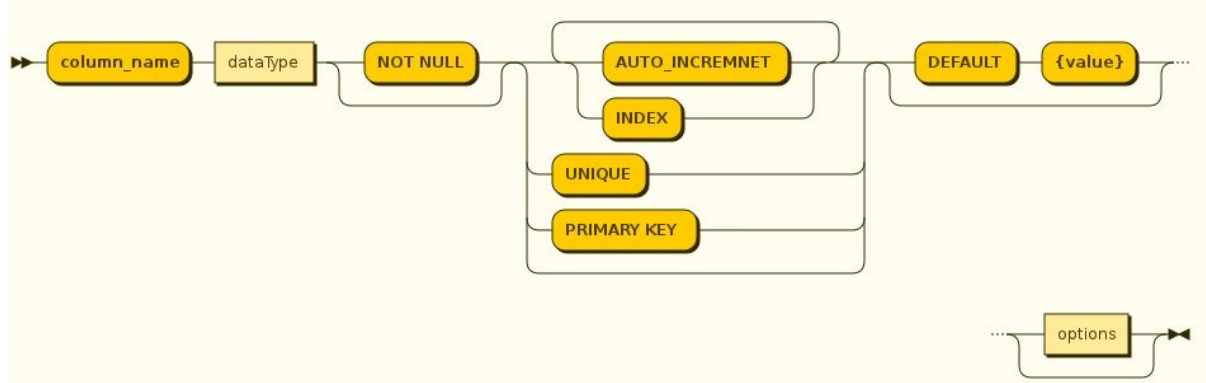 column_name dataType NOT NULL AUTO_INCREMNET DEFAULT {value}
INDEX
UNIQUE
PRIMARY KEY
options